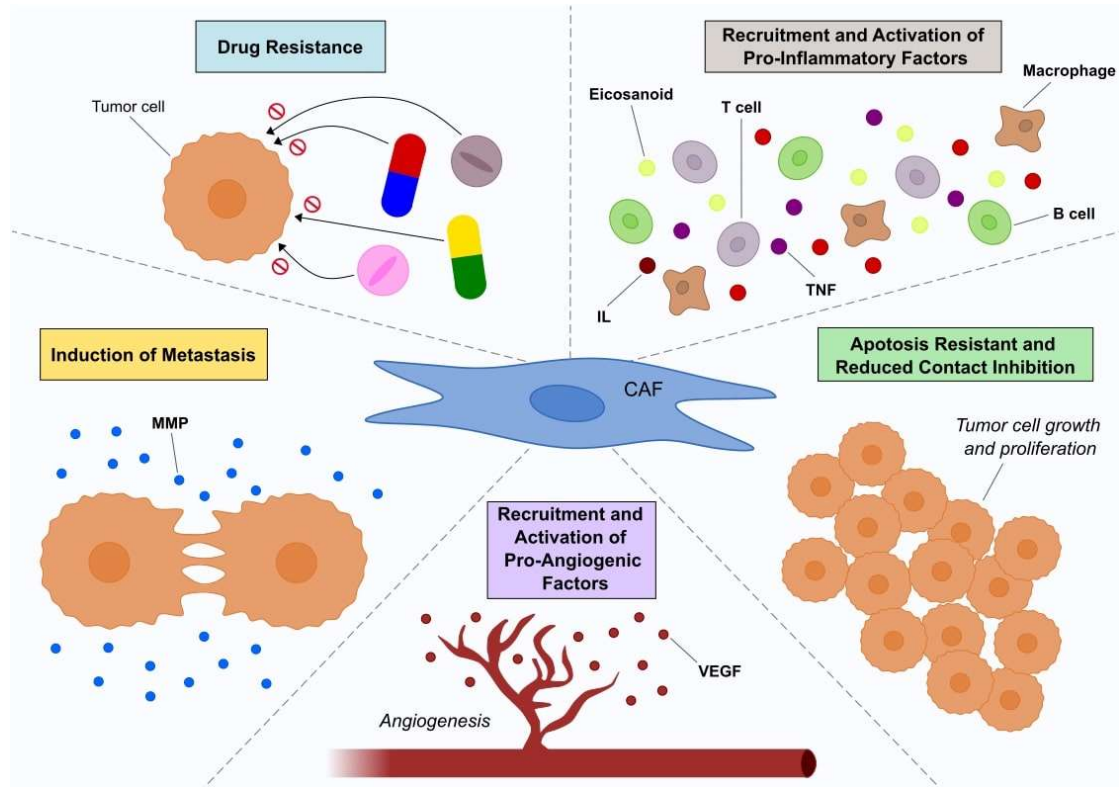 Drug Resistance
Tumor cell
Recruitment and Activation of
Pro-Inflammatory Factors
Macrophage
Eicosanoid
T cell
B cell
TNF
IL
Induction of Metastasis
MMP
CAF
Apotosis Resistant and
Reduced Contact Inhibition
Tumor cell growth
and proliferation
Recruitment and
Activation of
Pro-Angiogenic
Factors
VEGF
Angiogenesis